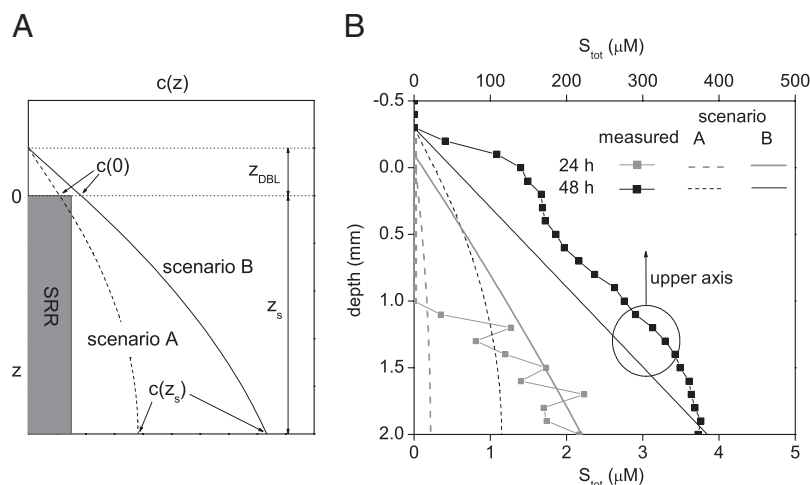 A
c(z)
c(0)
z_DBL
0
scenario B
SRR
z_s
scenario A
z
c(z_s)
B
S_tot (μM)
0 100 200 300 400 500
-0.5
scenario
measured A B
0.0
24 h
48 h
0.5
depth (mm)
upper axis
1.0
1.5
2.0
0 1 2 3 4 5
S_tot (μM)